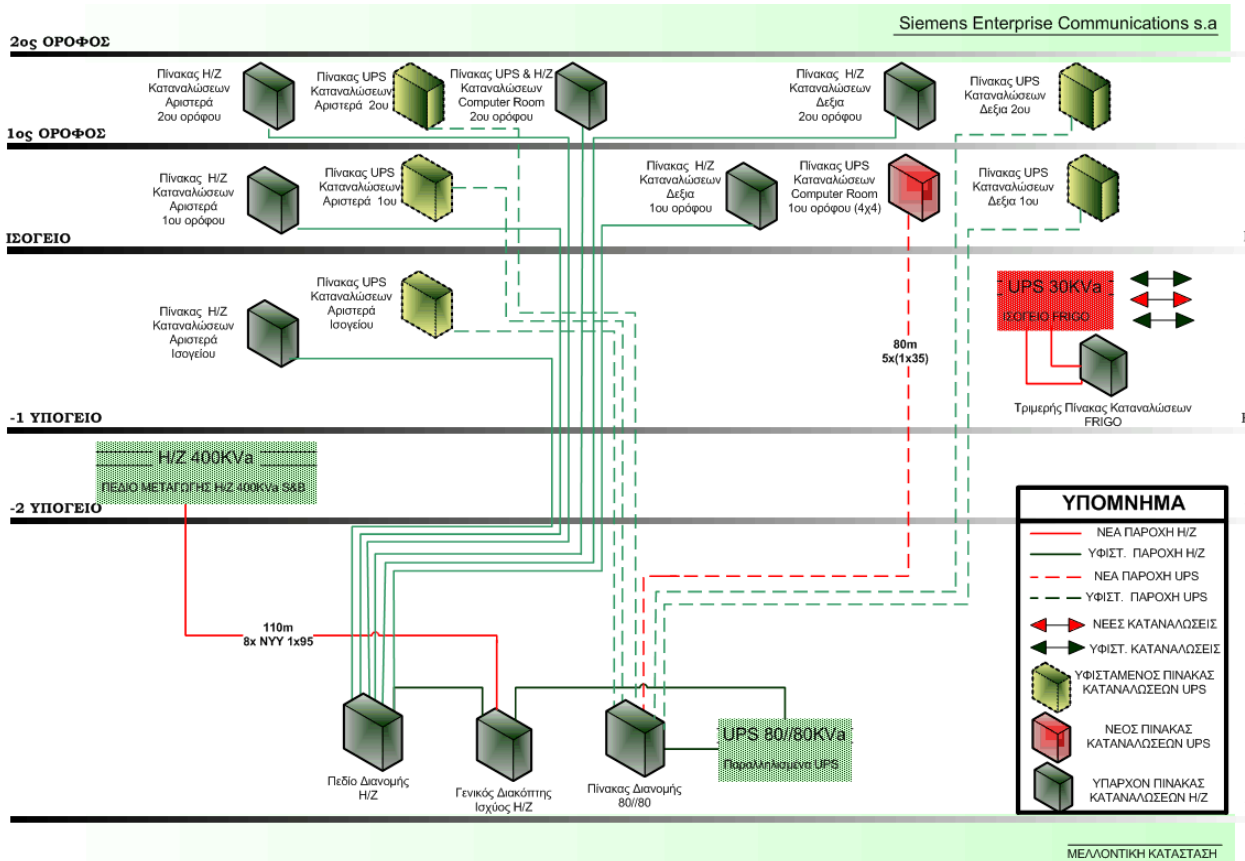 Siemens Enterprise Communications s.a
2ος ΟΡΟΦΟΣ
Πίνακας Η/Ζ
Καταναλώσεων
Αριστερά
2ου ορόφου
Πίνακας UPS
Καταναλώσεων
Αριστερά 2ου
Πίνακας UPS & Η/Ζ
Καταναλώσεων
Computer Room
2ου ορόφου
Πίνακας Η/Ζ
Καταναλώσεων
Δεξια
2ου ορόφου
Πίνακας UPS
Καταναλώσεων
Δεξια 2ου
1ος ΟΡΟΦΟΣ
Πίνακας Η/Ζ
Καταναλώσεων
Αριστερά
1ου ορόφου
Πίνακας UPS
Καταναλώσεων
Αριστερά 1ου
Πίνακας Η/Ζ
Καταναλώσεων
Δεξια
1ου ορόφου
Πίνακας UPS
Καταναλώσεων
Computer Room
1ου ορόφου (4χ4)
Πίνακας UPS
Καταναλώσεων
Δεξια 1ου
ΙΣΟΓΕΙΟ
Πίνακας Η/Ζ
Καταναλώσεων
Αριστερά
Ισογείου
Πίνακας UPS
Καταναλώσεων
Αριστερά
Ισογείου
80m
5x(1x35)
UPS 30KVa
ΙΣΟΓΕΙΟ FRIGO
Τριμερής Πίνακας Καταναλώσεων
FRIGO
-1 ΥΠΟΓΕΙΟ
Η/Ζ 400KVa
ΠΕΔΙΟ ΜΕΤΑΓΩΓΗΣ Η/Ζ 400KVa S&B
-2 ΥΠΟΓΕΙΟ
110m
8x NYY 1x95
Πεδίο Διανομής
Η/Ζ
Γενικός Διακόπτης
Ισχύος Η/Ζ
Πίνακας Διανομής
80//80
UPS 80//80KVa
Παραλληλισμενα UPS
ΥΠΟΜΝΗΜΑ
ΝΕΑ ΠΑΡΟΧΗ Η/Ζ
ΥΦΙΣΤ. ΠΑΡΟΧΗ Η/Ζ
ΝΕΑ ΠΑΡΟΧΗ UPS
ΥΦΙΣΤ. ΠΑΡΟΧΗ UPS
ΝΕΕΣ ΚΑΤΑΝΑΛΩΣΕΙΣ
ΥΦΙΣΤ. ΚΑΤΑΝΑΛΩΣΕΙΣ
ΥΦΙΣΤΑΜΕΝΟΣ ΠΙΝΑΚΑΣ
ΚΑΤΑΝΑΛΩΣΕΩΝ UPS
ΝΕΟΣ ΠΙΝΑΚΑΣ
ΚΑΤΑΝΑΛΩΣΕΩΝ UPS
ΥΠΑΡΧΟΝ ΠΙΝΑΚΑΣ
ΚΑΤΑΝΑΛΩΣΕΩΝ Η/Ζ
ΜΕΛΛΟΝΤΙΚΗ ΚΑΤΑΣΤΑΣΗ